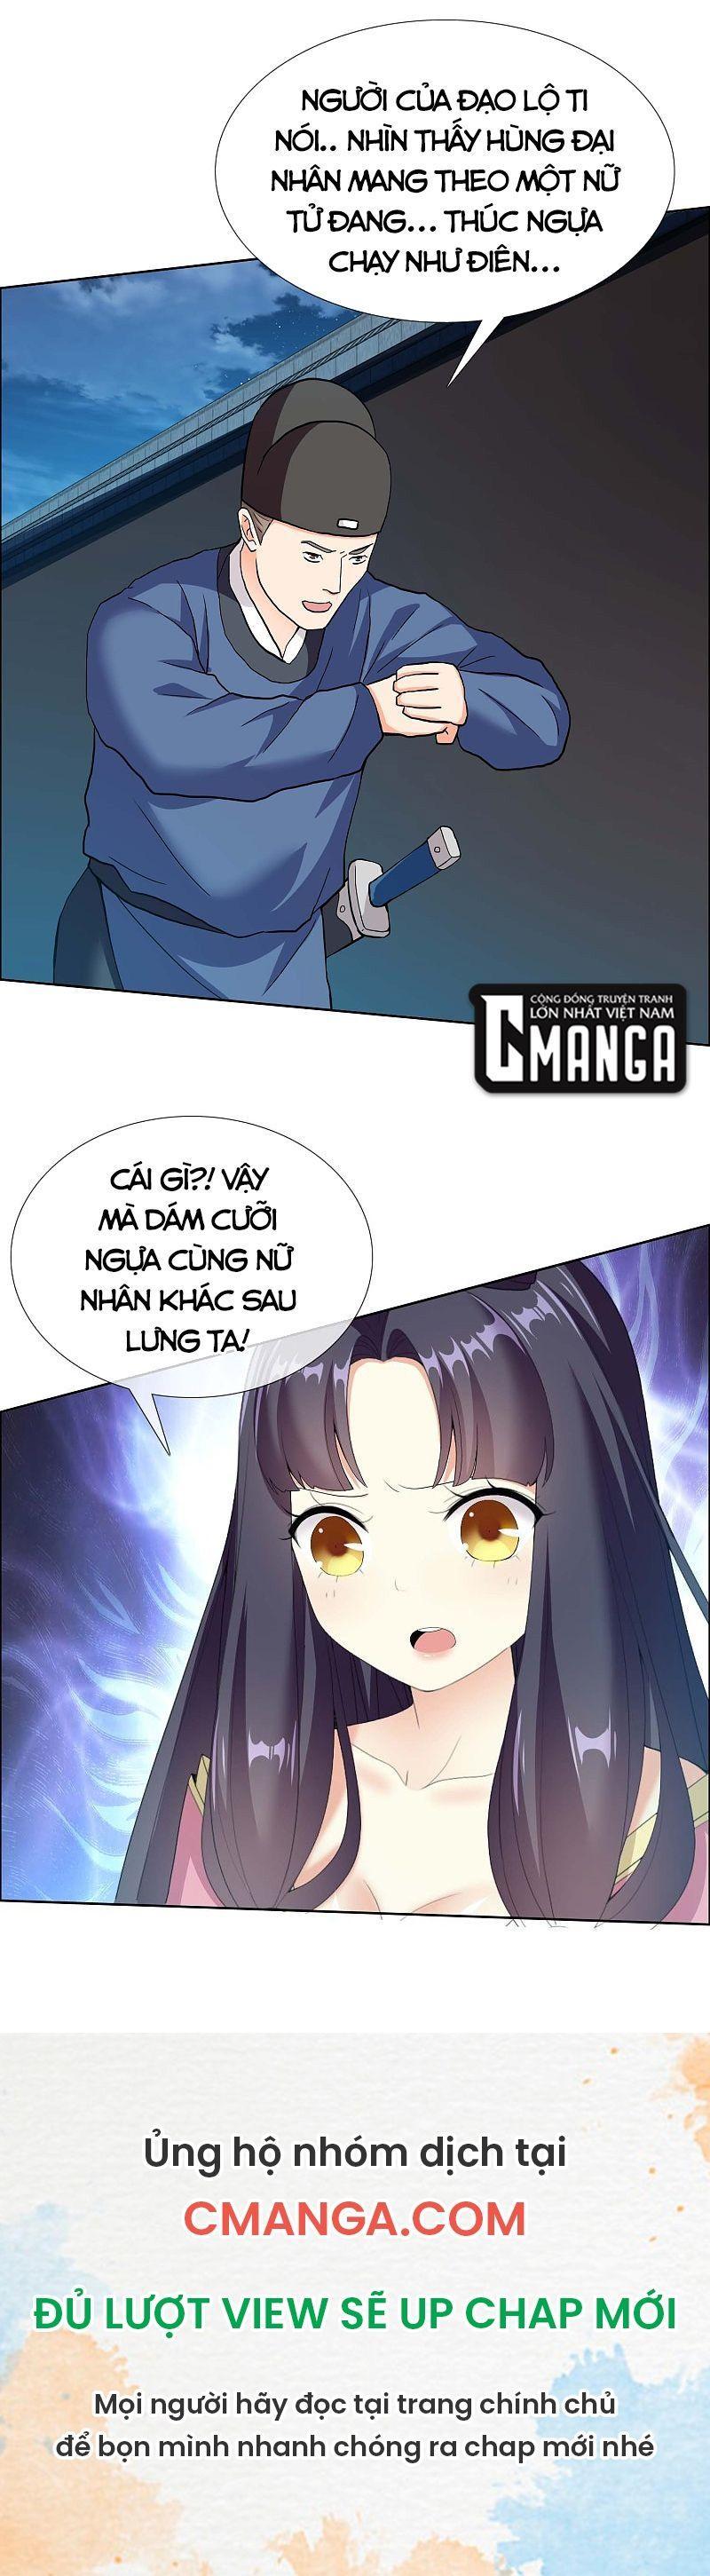 NGƯỜI CỦA ĐẠO LỘ TI
NÓI.. NHÌN THẤY HÙNG ĐẠI
NHÂN MANG THEO MỘT NỮ
TỬ ĐANG... THÚC NGỰA
CHẠY NHƯ ĐIÊN...
CỘNG ĐỒNG TRUYỆN TRANH
LỚN NHẤT VIỆT NAM
CMANGA
CÁI GÌ?! VẬY
MÀ DÁM CƯỠI
NGỰA CÙNG NỮ
NHÂN KHÁC SAU
LƯNG TA!
Ủng hộ nhóm dịch tại
CMANGA.COM
ĐỦ LƯỢT VIEW SẼ UP CHAP MỚI
Mọi người hãy đọc tại trang chính chủ
để bọn mình nhanh chóng ra chap mới nhé